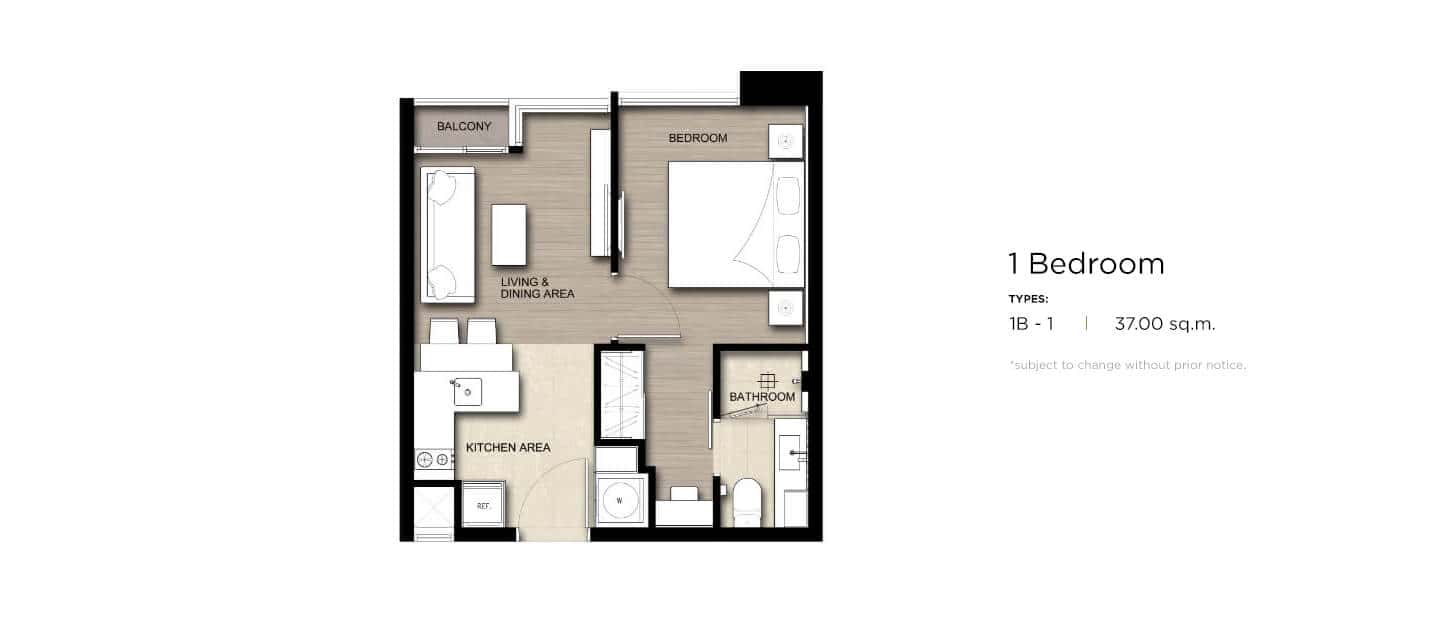 BALCONY
BEDROOM
LIVING &
DINING AREA
BATHROOM
KITCHEN AREA
REF.
W
1 Bedroom
TYPES:
1B - 1 | 37.00 sq.m.
*subject to change without prior notice.